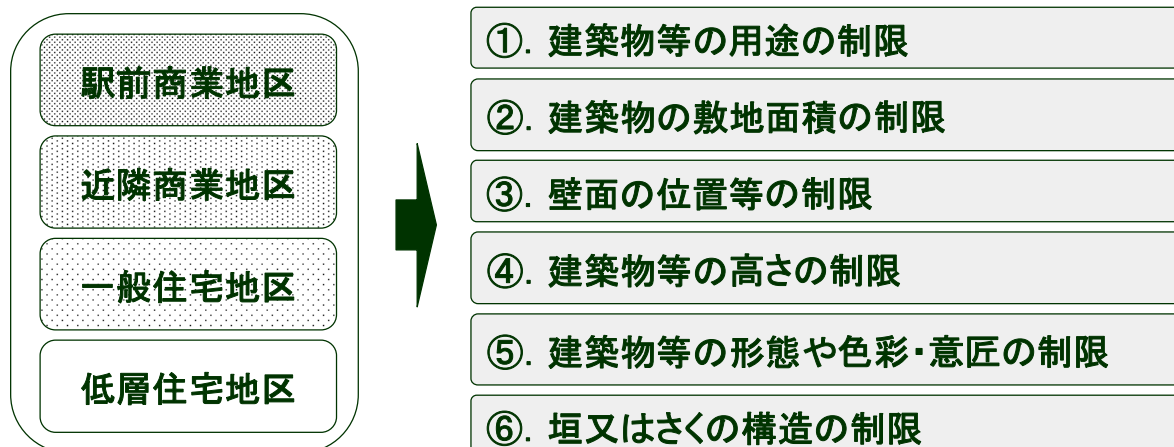 駅前商業地区
近隣商業地区
一般住宅地区
低層住宅地区
①．建築物等の用途の制限
②．建築物の敷地面積の制限
③．壁面の位置等の制限
④．建築物等の高さの制限
⑤．建築物等の形態や色彩・意匠の制限
⑥．垣又はさくの構造の制限